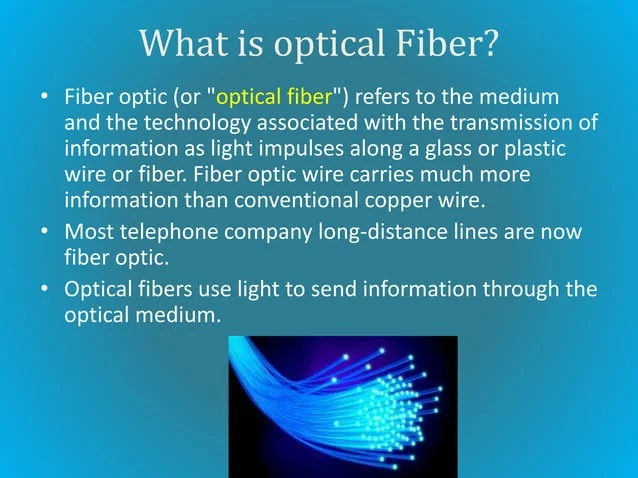 What is optical Fiber?
• Fiber optic (or "optical fiber") refers to the medium
and the technology associated with the transmission of
information as light impulses along a glass or plastic
wire or fiber. Fiber optic wire carries much more
information than conventional copper wire.
• Most telephone company long-distance lines are now
fiber optic.
• Optical fibers use light to send information through the
optical medium.